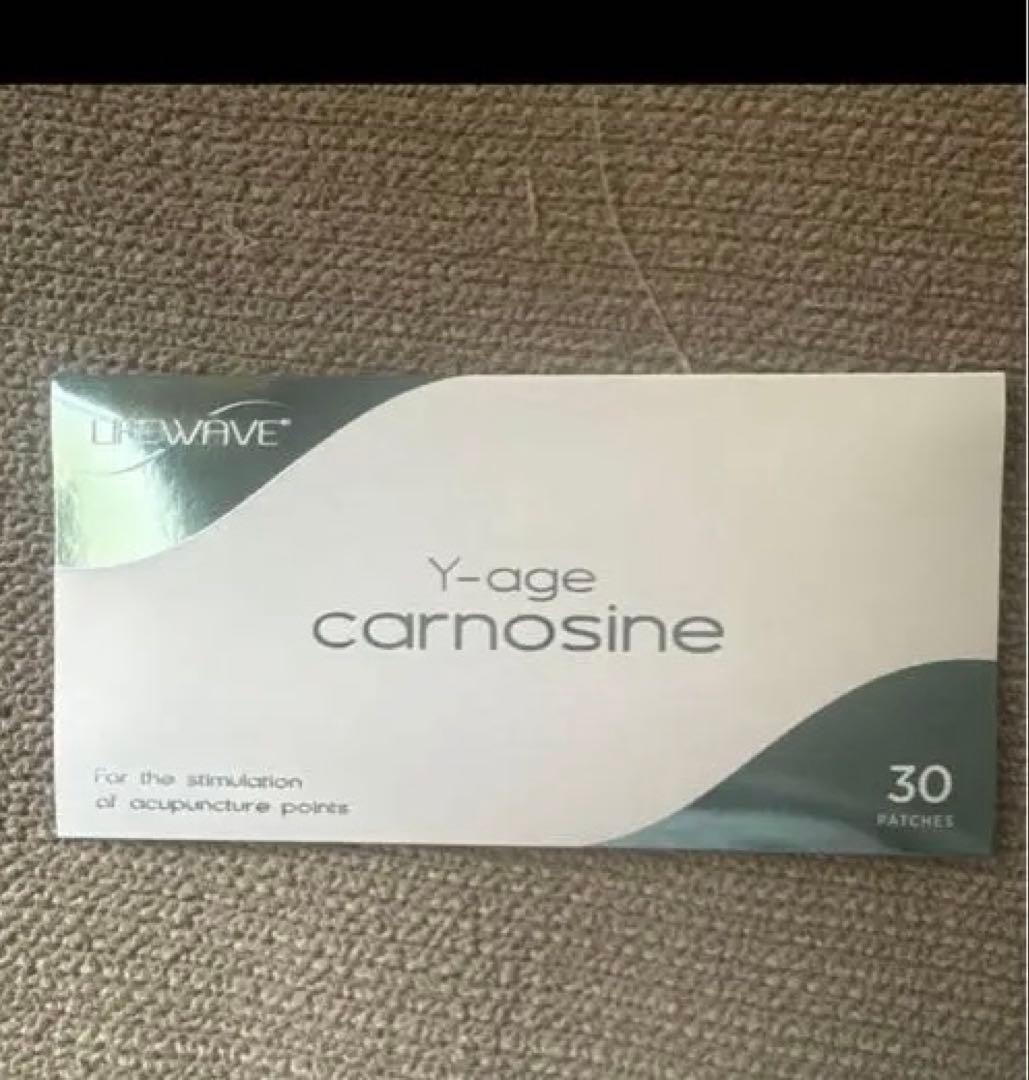 LIFEWAVE®
Y-age
carnosine
For the stimulation
of acupuncture points
30
PATCHES